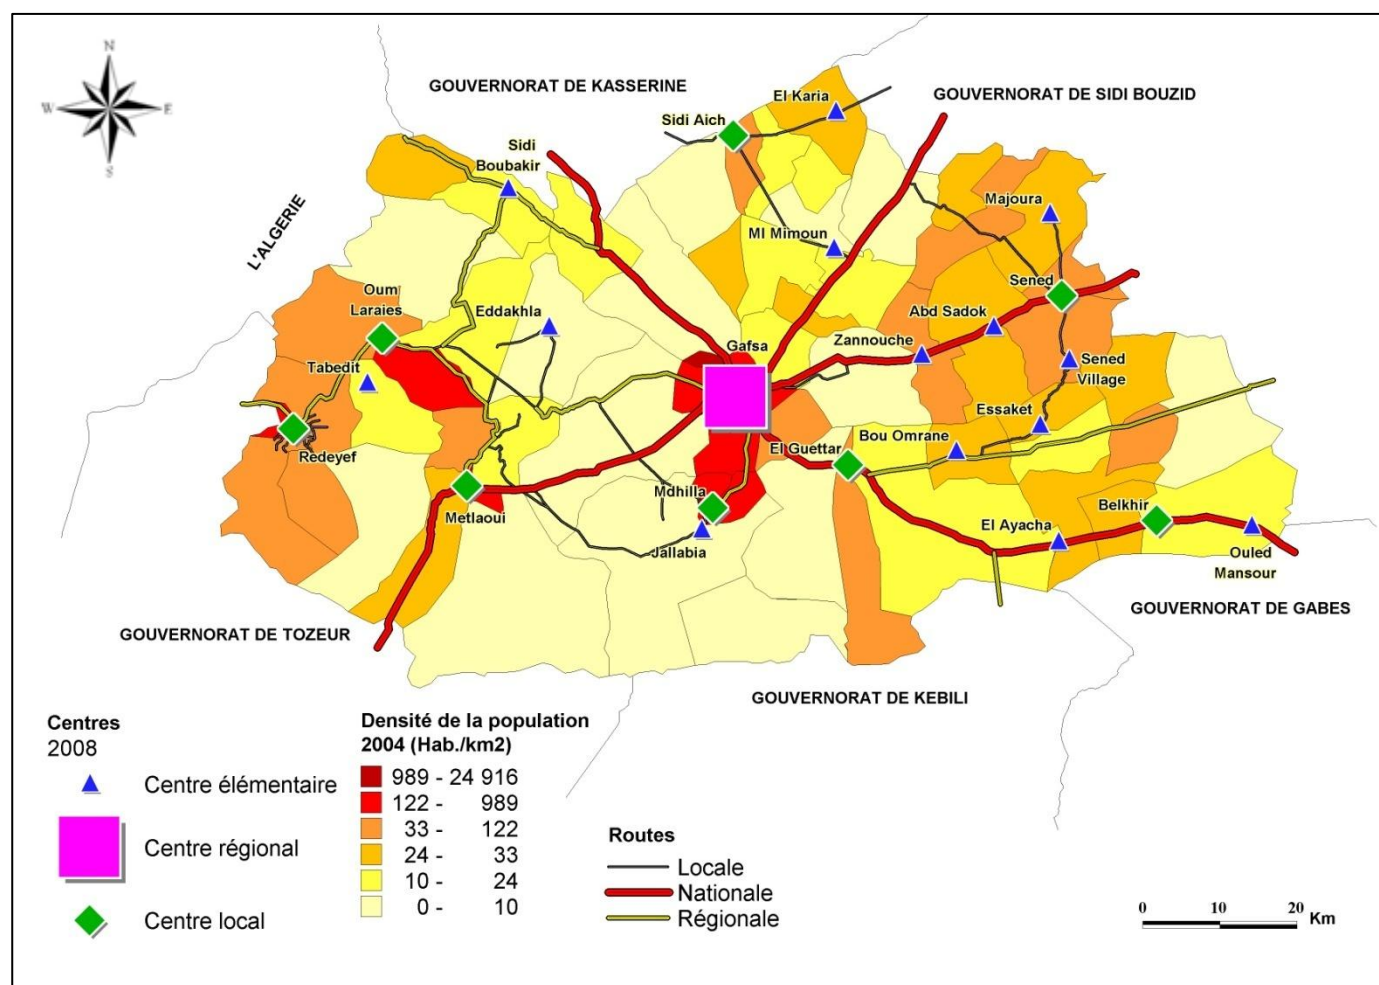 N
W
E
S
GOUVERNORAT DE KASSERINE
GOUVERNORAT DE SIDI BOUZID
El Karia
Sidi Aich
Sidi
Boubakir
Majoura
L'ALGERIE
MI Mimoun
Oum
Laraies
Eddakhla
Sened
Abd Sadok
Zannouche
Gafsa
Tabedit
Sened
Village
Essaket
Bou Omrane
El Guettar
Redeyef
Mdhilla
Metlaoui
Belkhir
El Ayacha
Jallabia
Ouled
Mansour
GOUVERNORAT DE TOZEUR
GOUVERNORAT DE GABES
GOUVERNORAT DE KEBILI
Centres
2008
Centre élémentaire
Centre régional
Centre local
Densité de la population
2004 (Hab./km2)
989 - 24 916
122 - 989
33 - 122
24 - 33
10 - 24
0 - 10
Routes
Locale
Nationale
Régionale
0 10 20
Km